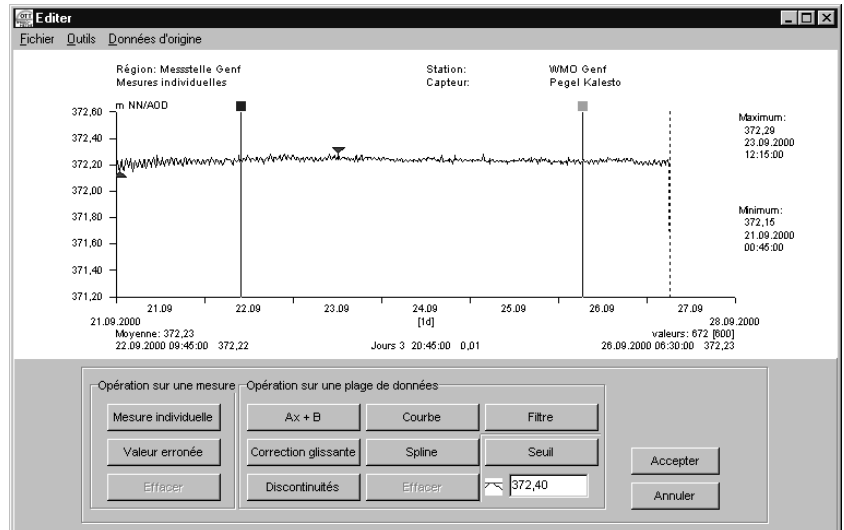 Editer
Fichier Outils Données d'origine
Région: Messstelle Genf Station: WMO Genf
Mesures individuelles Capteur: Pegel Kalesto
m NN/AOD
372,60
372,40
372,20
372,00
371,80
371,60
371,40
371,20
Maximum:
372,29
23.09.2000
12:15:00
Minimum:
372,15
21.09.2000
00:45:00
21.09 22.09 23.09 24.09 25.09 26.09 27.09
21.09.2000 [1d] 28.09.2000
Moyenne: 372,23 valeurs: 672 [600]
22.09.2000 09:45:00 372,22 Jours 3 20:45:00 0,01 26.09.2000 06:30:00 372,23
Opération sur une mesure Opération sur une plage de données
Mesure individuelle Ax + B Courbe Filtre
Valeur erronée Correction glissante Spline Seuil
Effacer Discontinuités Effacer 372,40
Accepter
Annuler